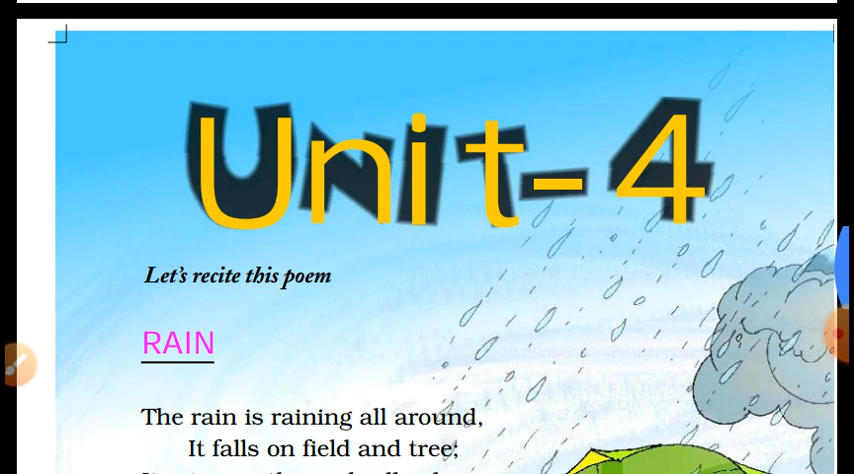 Unit-4
Let's recite this poem
RAIN
The rain is raining all around,
It falls on field and tree;